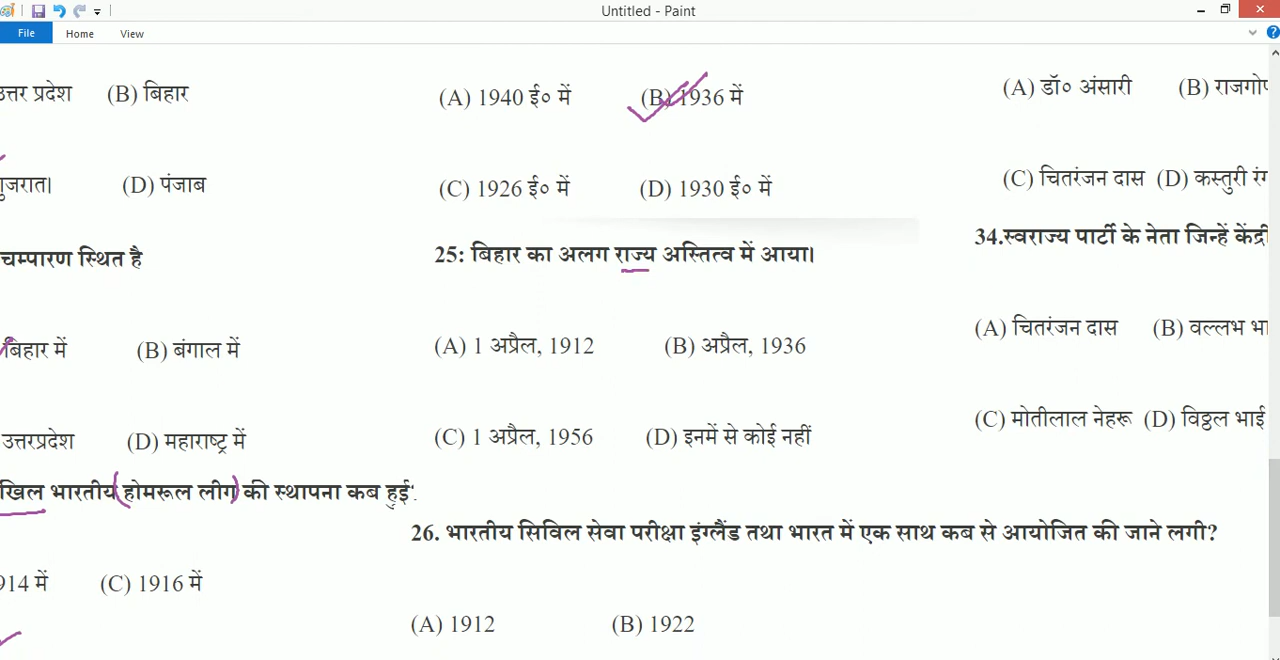 Untitled - Paint
File Home View
उत्तर प्रदेश (B) बिहार
गुजरात। (D) पंजाब
चम्पारण स्थित है
बिहार में (B) बंगाल में
उत्तरप्रदेश (D) महाराष्ट्र में
खिल भारतीय (होमरूल लीग) की स्थापना कब हुई?
914 में (C) 1916 में
(A) 1940 ई० में (B) 1936 में
(C) 1926 ई० में (D) 1930 ई० में
25: बिहार का अलग राज्य अस्तित्व में आया।
(A) 1 अप्रैल, 1912 (B) अप्रैल, 1936
(C) 1 अप्रैल, 1956 (D) इनमें से कोई नहीं
26. भारतीय सिविल सेवा परीक्षा इंग्लैंड तथा भारत में एक साथ कब से आयोजित की जाने लगी?
(A) 1912 (B) 1922
(A) डॉ० अंसारी (B) राजगोप
(C) चितरंजन दास (D) कस्तुरी रं
34.स्वराज्य पार्टी के नेता जिन्हें केंद्री
(A) चितरंजन दास (B) वल्लभ भा
(C) मोतीलाल नेहरू (D) विठ्ठल भाई